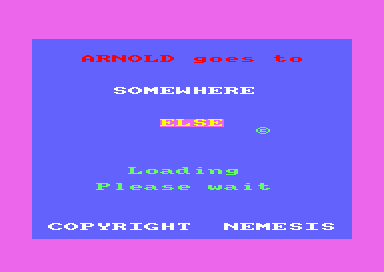 ARNOLD goes to
SOMEWHERE
ELSE
©
Loading
Please wait
COPYRIGHT NEMESIS